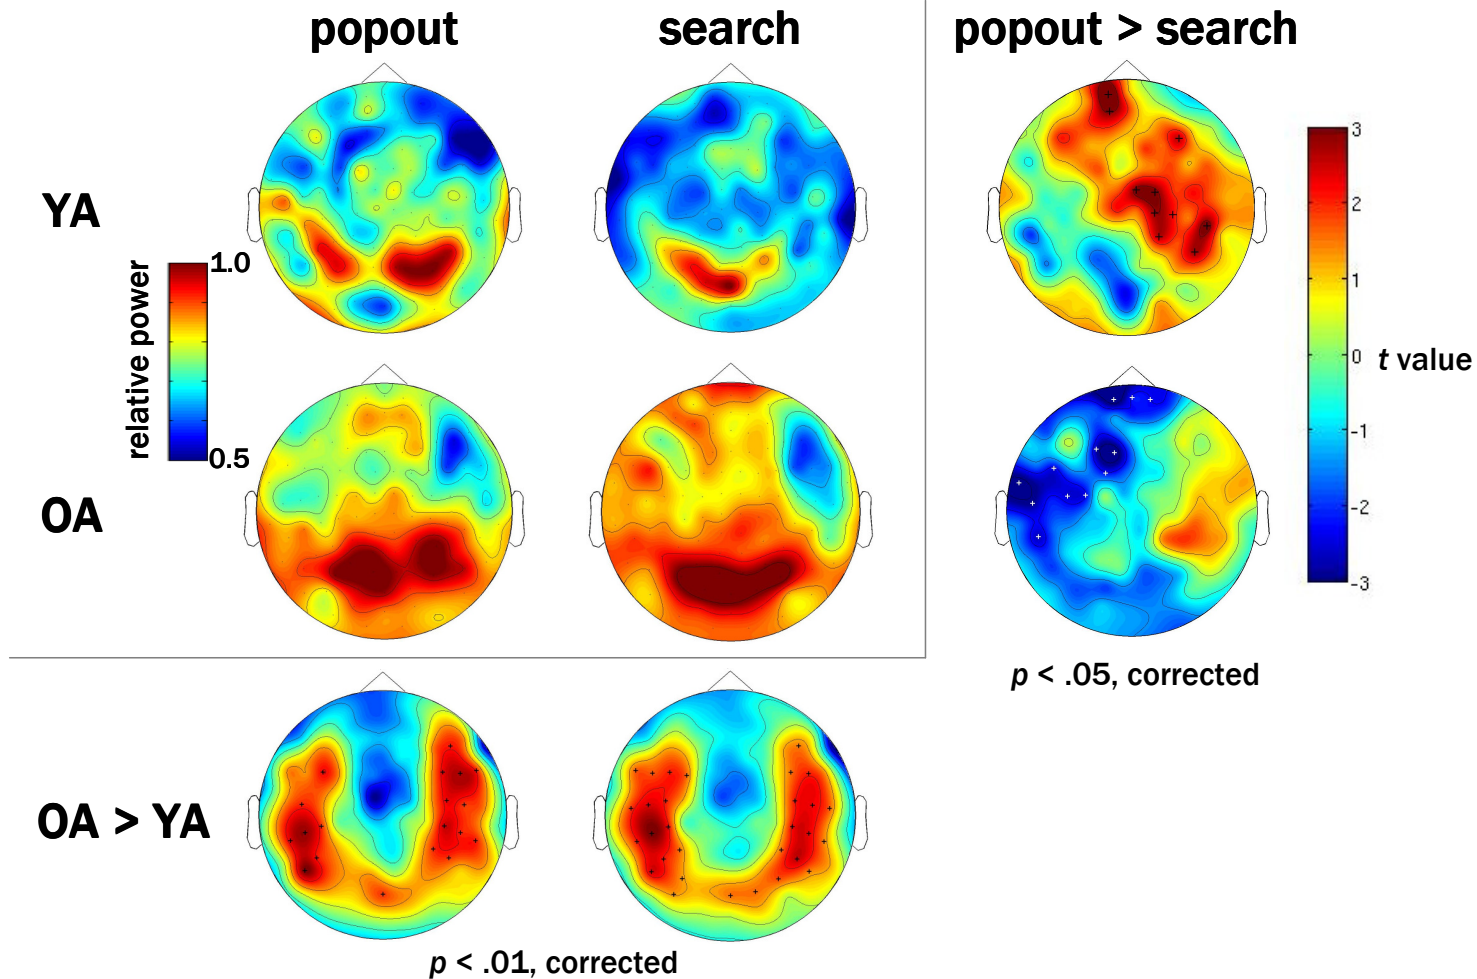 popout
search
popout > search
YA
relative power
1.0
0.5
3
2
1
0
-1
-2
-3
t value
OA
p < .05, corrected
OA > YA
p < .01, corrected